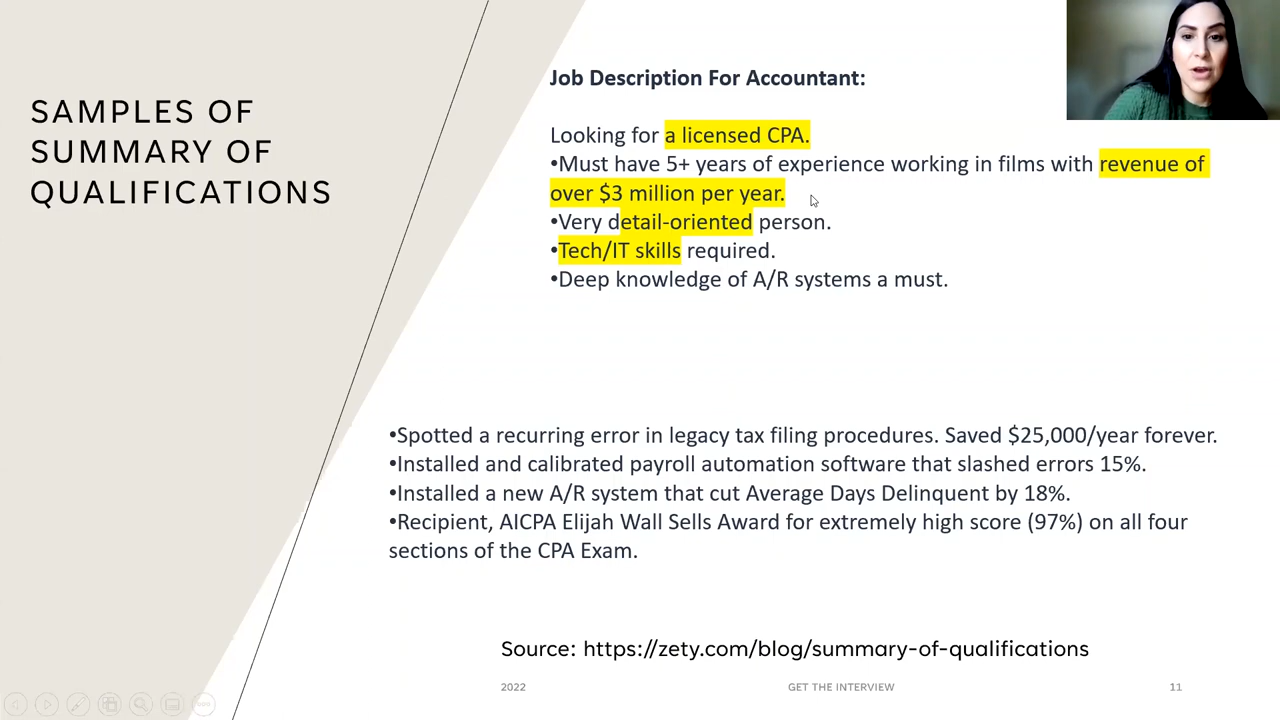 SAMPLES OF
SUMMARY OF
QUALIFICATIONS
Job Description For Accountant:
Looking for a licensed CPA.
•Must have 5+ years of experience working in films with revenue of
over $3 million per year.
•Very detail-oriented person.
•Tech/IT skills required.
•Deep knowledge of A/R systems a must.
•Spotted a recurring error in legacy tax filing procedures. Saved $25,000/year forever.
•Installed and calibrated payroll automation software that slashed errors 15%.
•Installed a new A/R system that cut Average Days Delinquent by 18%.
•Recipient, AICPA Elijah Wall Sells Award for extremely high score (97%) on all four
sections of the CPA Exam.
Source: https://zety.com/blog/summary-of-qualifications
2022
GET THE INTERVIEW
11